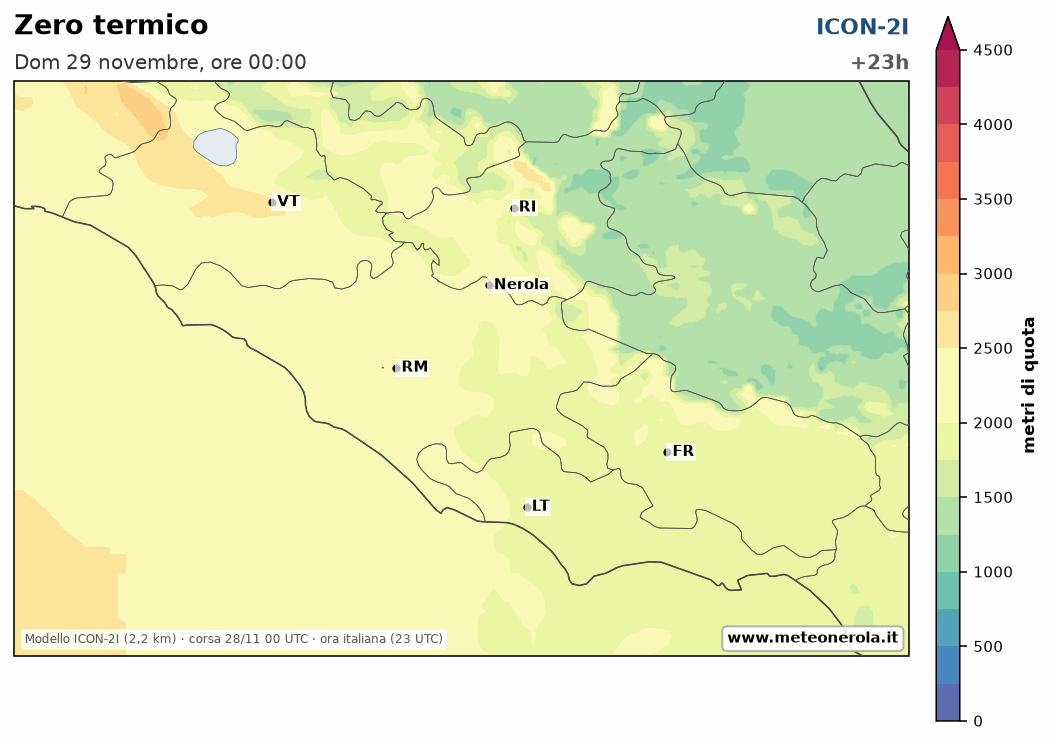 Zero termico
ICON-2I
Dom 29 novembre, ore 00:00
+23h
VT
RI
Nerola
RM
FR
LT
Modello ICON-2I (2,2 km) · corsa 28/11 00 UTC · ora italiana (23 UTC)
www.meteonerola.it
4500
4000
3500
3000
2500
2000
1500
1000
500
0
metri di quota